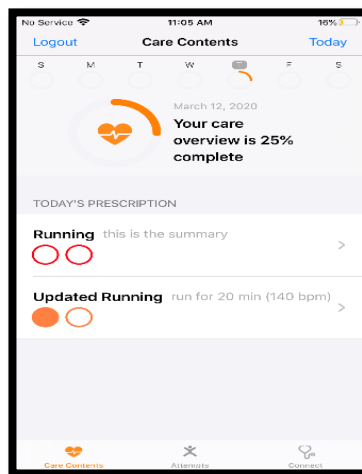 No Service 11:05 AM 16%
Logout Care Contents Today
S M T W T F S
March 12, 2020
Your care
overview is 25%
complete
TODAY'S PRESCRIPTION
Running this is the summary
Updated Running run for 20 min (140 bpm)
Care Contents Attempts Connect